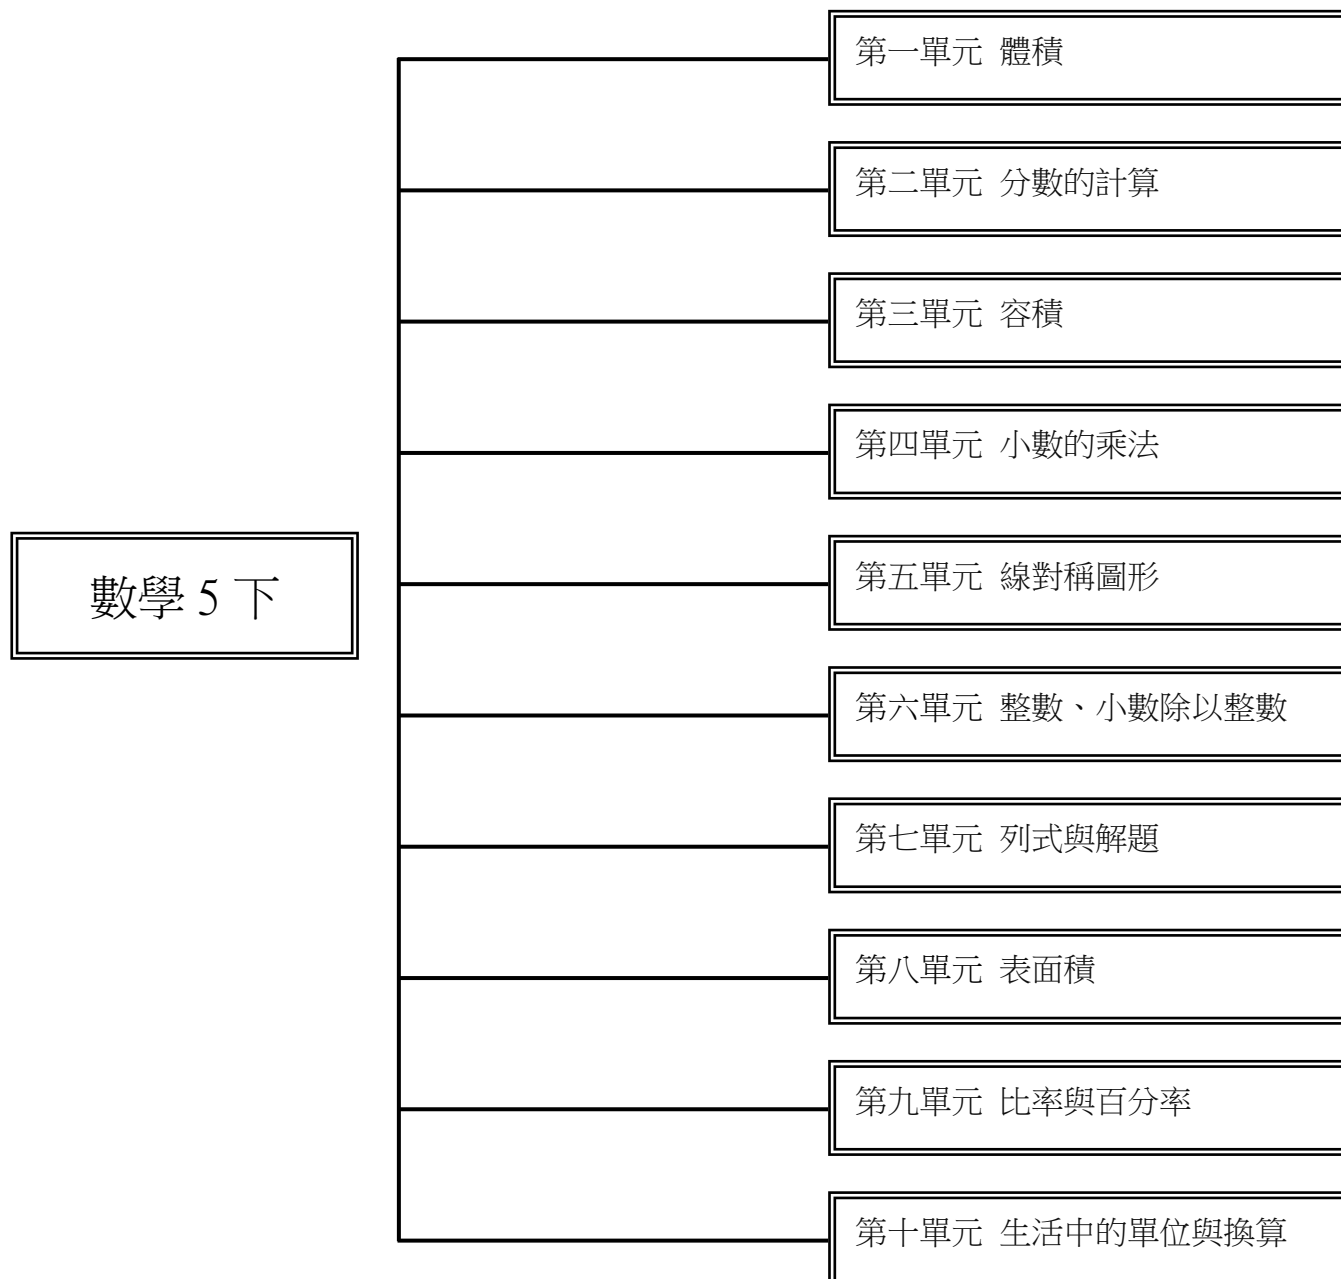 第一單元 體積
第二單元 分數的計算
第三單元 容積
第四單元 小數的乘法
第五單元 線對稱圖形
數學 5 下
第六單元 整數、小數除以整數
第七單元 列式與解題
第八單元 表面積
第九單元 比率與百分率
第十單元 生活中的單位與換算